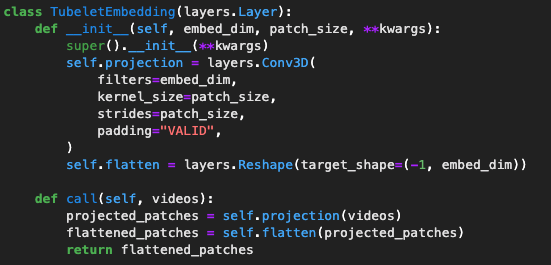 class TubeletEmbedding(layers.Layer):
    def __init__(self, embed_dim, patch_size, **kwargs):
        super().__init__(**kwargs)
        self.projection = layers.Conv3D(
            filters=embed_dim,
            kernel_size=patch_size,
            strides=patch_size,
            padding="VALID",
        )
        self.flatten = layers.Reshape(target_shape=(-1, embed_dim))

    def call(self, videos):
        projected_patches = self.projection(videos)
        flattened_patches = self.flatten(projected_patches)
        return flattened_patches